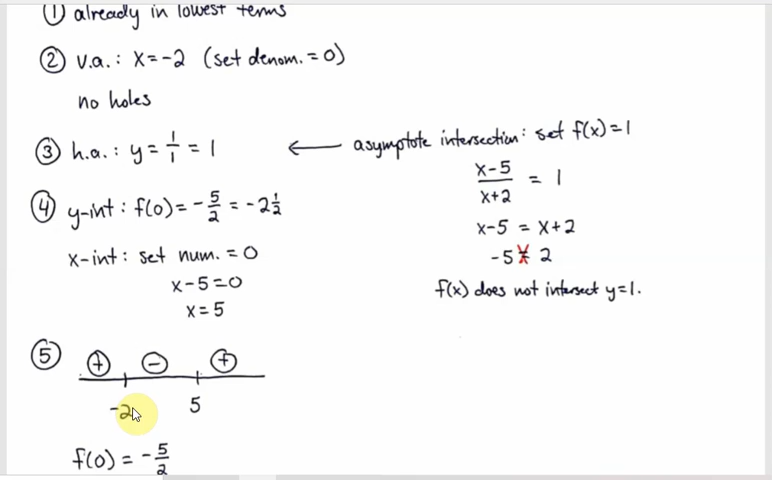 ① already in lowest terms
② v.a.: x=-2 (set denom. = 0)
no holes
③ h.a.: y = 1/1 = 1
← asymptote intersection: set f(x)=1
x-5/x+2 = 1
x-5 = x+2
-5 ≠ 2
f(x) does not intersect y=1.
④ y-int: f(0) = -5/2 = -2 1/2
x-int: set num. = 0
x-5=0
x=5
⑤ ⊕ ⊖ ⊕
-2 5
f(0) = -5/2